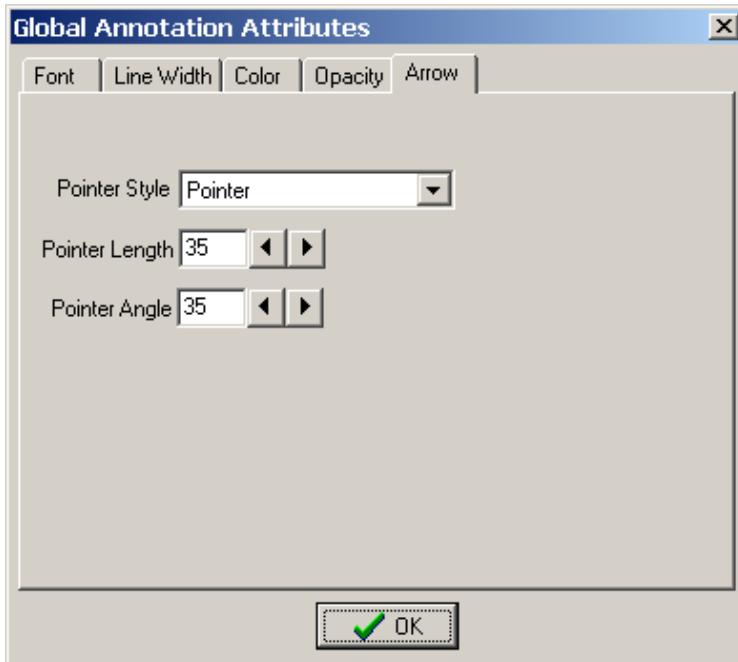 Global Annotation Attributes
Font Line Width Color Opacity Arrow
Pointer Style Pointer
Pointer Length 35
Pointer Angle 35
OK